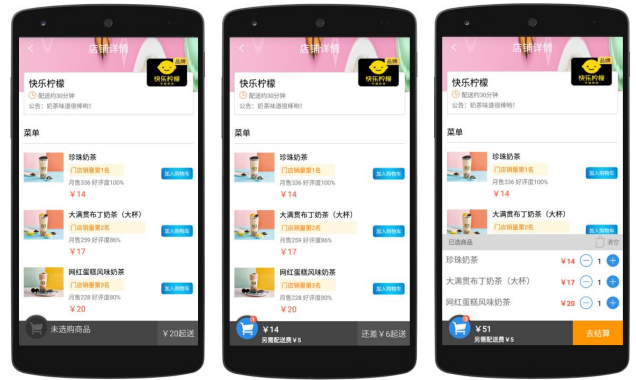 店铺详情
品牌
快乐柠檬
快乐柠檬
配送约30分钟
公告：奶茶味道很棒哟！
菜单
珍珠奶茶
门店销量第1名
加入购物车
月售336 好评度100%
￥14
大满贯布丁奶茶（大杯）
门店销量第2名
加入购物车
月售259 好评度86%
￥17
网红蛋糕风味奶茶
门店销量第3名
加入购物车
月售228 好评度80%
￥20
未选购商品
￥20起送
店铺详情
品牌
快乐柠檬
快乐柠檬
配送约30分钟
公告：奶茶味道很棒哟！
菜单
珍珠奶茶
门店销量第1名
加入购物车
月售336 好评度100%
￥14
大满贯布丁奶茶（大杯）
门店销量第2名
加入购物车
月售259 好评度86%
￥17
网红蛋糕风味奶茶
门店销量第3名
加入购物车
月售228 好评度80%
￥20
1
￥14
另需配送费￥5
还差￥6起送
店铺详情
品牌
快乐柠檬
快乐柠檬
配送约30分钟
公告：奶茶味道很棒哟！
菜单
珍珠奶茶
门店销量第1名
加入购物车
月售336 好评度100%
￥14
大满贯布丁奶茶（大杯）
门店销量第2名
加入购物车
已选商品
清空
珍珠奶茶 ￥14 1
大满贯布丁奶茶（大杯） ￥17 1
网红蛋糕风味奶茶 ￥20 1
3
￥51
另需配送费￥5
去结算